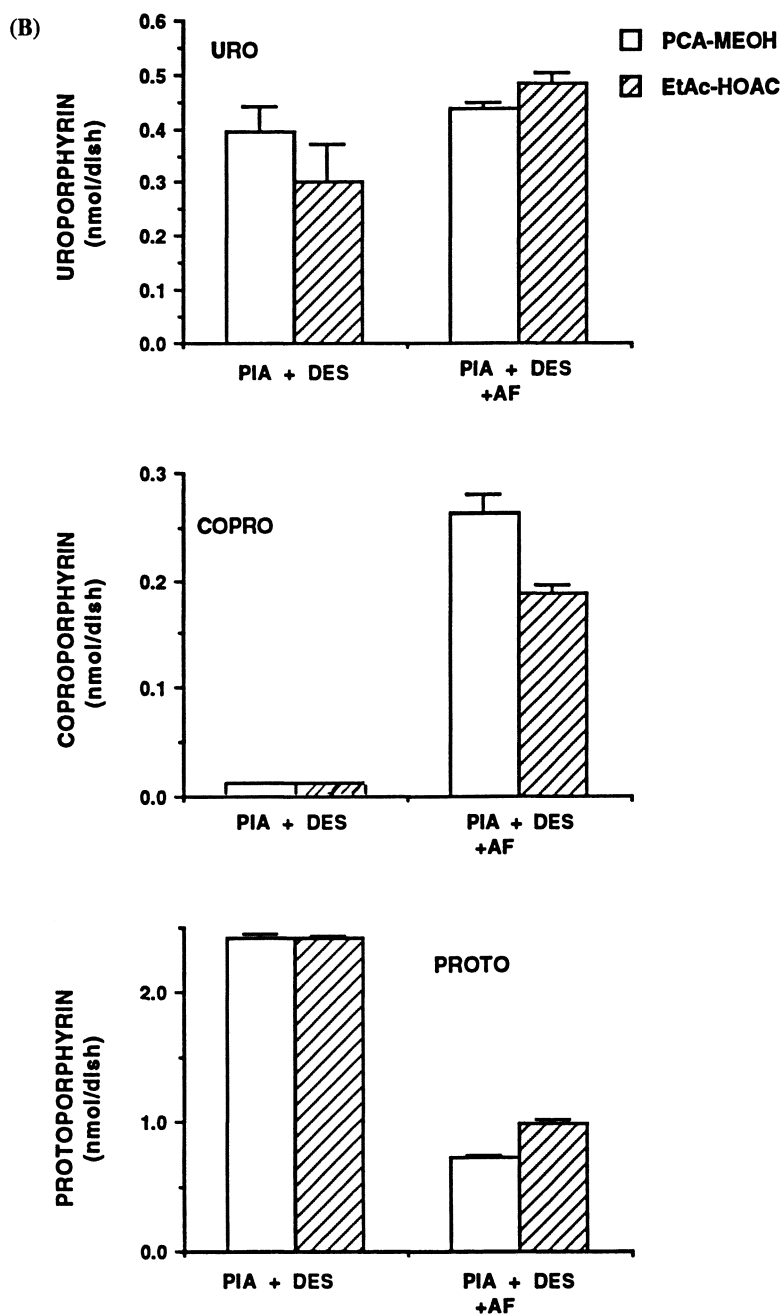 (B)
PCA-MEOH
EtAc-HOAC
URO
UROPORPHYRIN
(nmol/dish)
0.6
0.5
0.4
0.3
0.2
0.1
0.0
PIA + DES
PIA + DES
+AF
COPRO
COPROPORPHYRIN
(nmol/dish)
0.3
0.2
0.1
0.0
PIA + DES
PIA + DES
+AF
PROTO
PROTOPORPHYRIN
(nmol/dish)
2.0
1.0
0.0
PIA + DES
PIA + DES
+AF